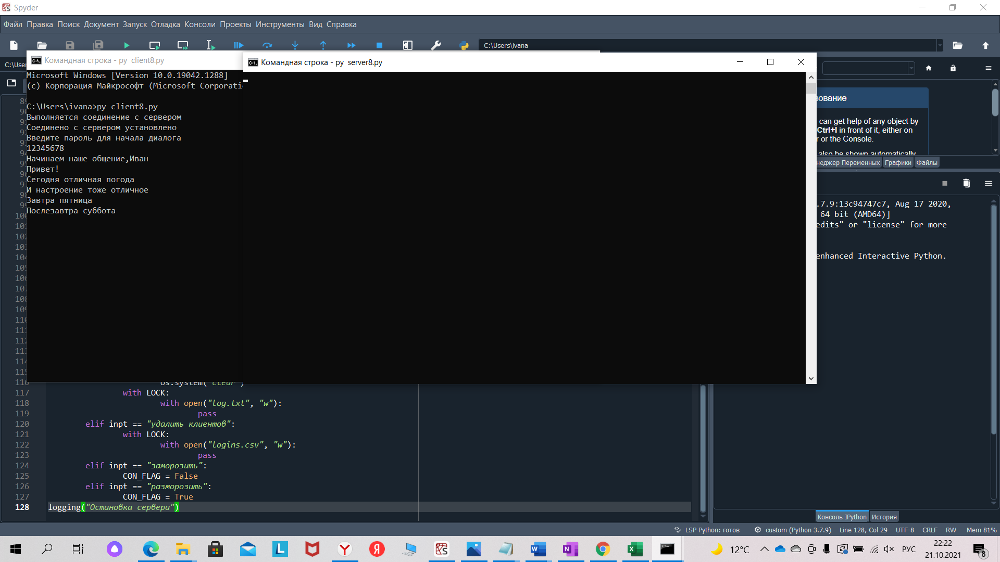 Spyder
Файл Правка Поиск Документ Запуск Отладка Консоли Проекты Инструменты Вид Справка
C:\Users\ivana
C:\Use
Командная строка - py client8.py
Microsoft Windows [Version 10.0.19042.1288]
(c) Корпорация Майкрософт (Microsoft Corporatio
C:\Users\ivana>py client8.py
Выполняется соединение с сервером
Соединено с сервером установлено
Введите пароль для начала диалога
12345678
Начинаем наше общение,Иван
Привет!
Сегодня отличная погода
И настроение тоже отличное
Завтра пятница
Послезавтра суббота
Командная строка - py server8.py
зование
can get help of any object by
Ctrl+I in front of it, either on
r or the Console.
also be shown automatically
неджер Переменных Графики Файлы
.7.9:13c94747c7, Aug 17 2020,
64 bit (AMD64)]
edits" or "license" for more
enhanced Interactive Python.
116 os.system("clear")
117 with LOCK:
118 with open("log.txt", "w"):
119 pass
120 elif inpt == "удалить клиентов":
121 with LOCK:
122 with open("logins.csv", "w"):
123 pass
124 elif inpt == "заморозить":
125 CON_FLAG = False
126 elif inpt == "разморозить":
127 CON_FLAG = True
128 logging("Остановка сервера")
Консоль IPython История
LSP Python: готов custom (Python 3.7.9) Line 128, Col 29 UTF-8 CRLF RW Mem 81%
12°C РУС 22:22
21.10.2021
8